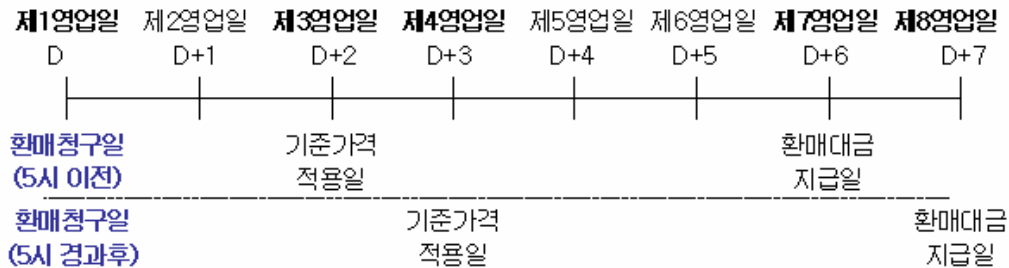 제1영업일 제2영업일 제3영업일 제4영업일 제5영업일 제6영업일 제7영업일 제8영업일
D D+1 D+2 D+3 D+4 D+5 D+6 D+7
환매청구일 기준가격 환매대금
(5시 이전) 적용일 지급일
환매청구일 기준가격 환매대금
(5시 경과후) 적용일 지급일